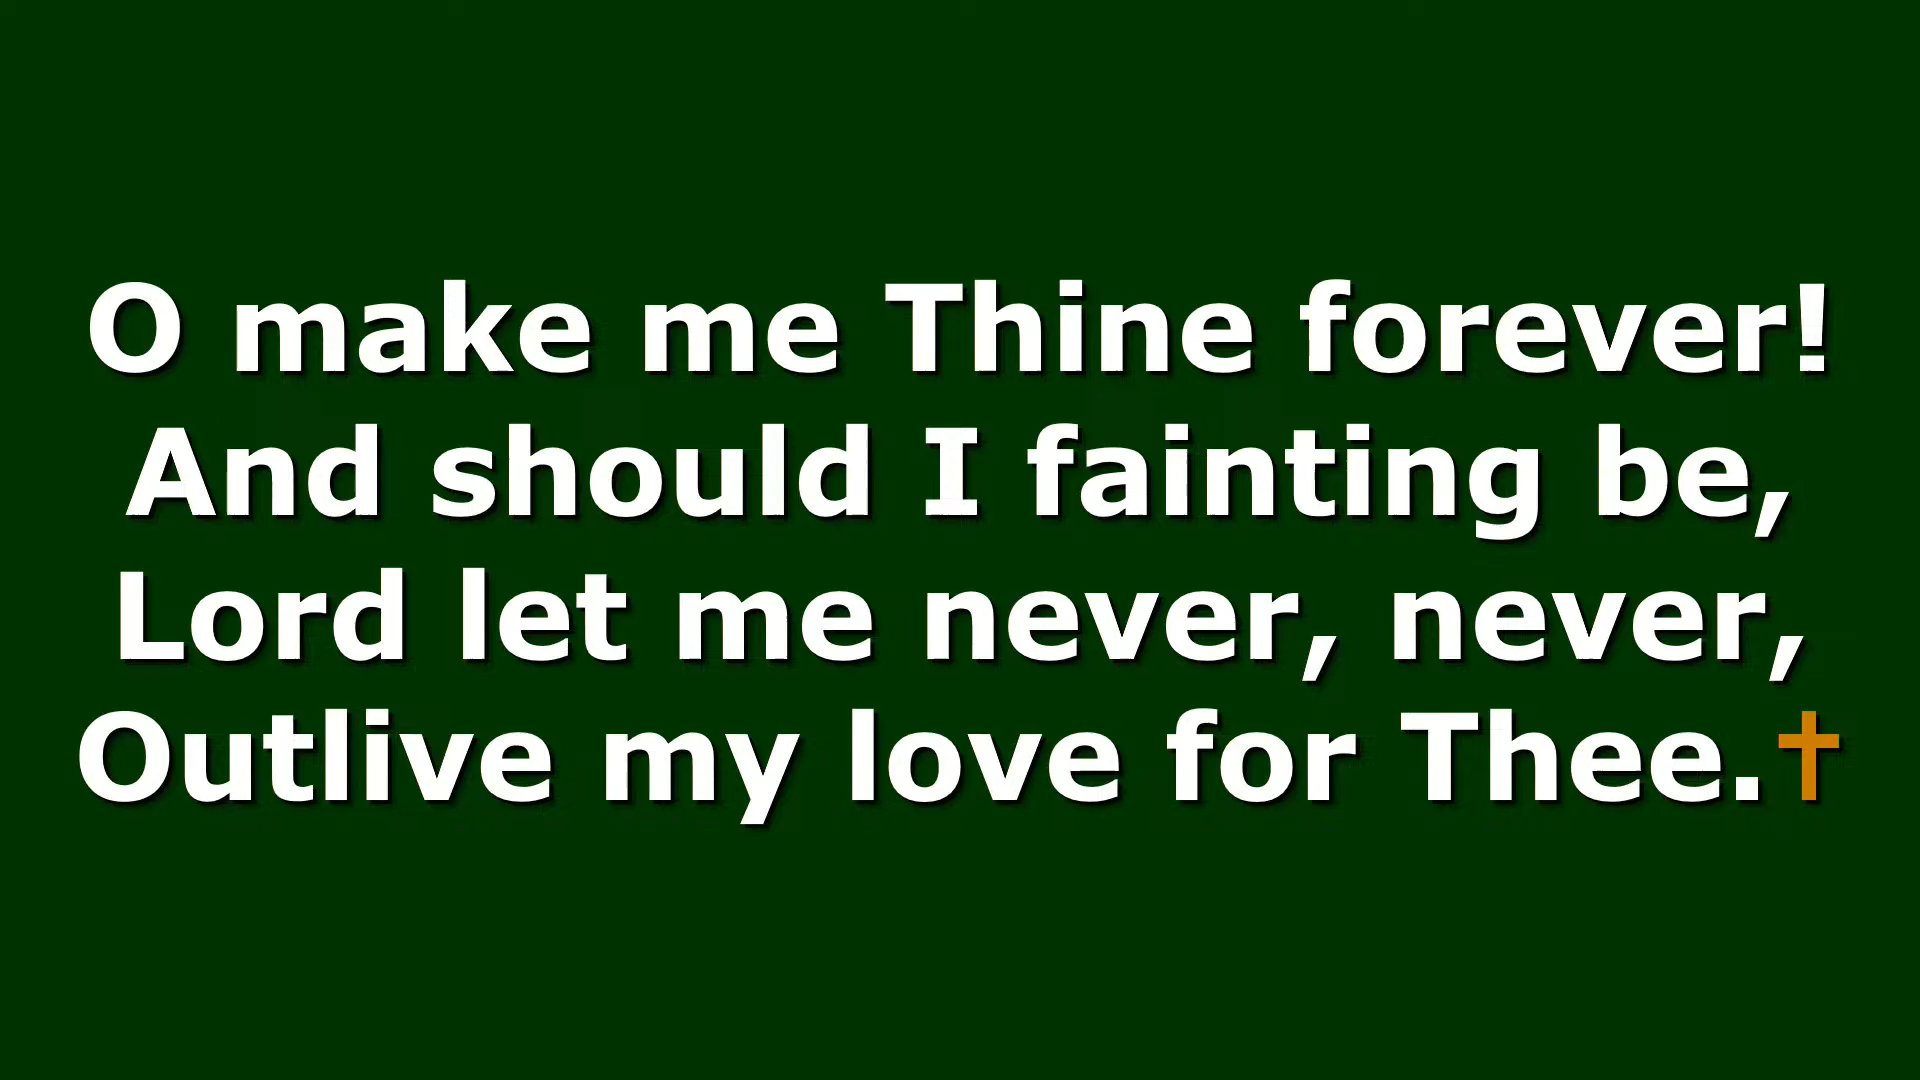 O make me Thine forever!
And should I fainting be,
Lord let me never, never,
Outlive my love for Thee.✝